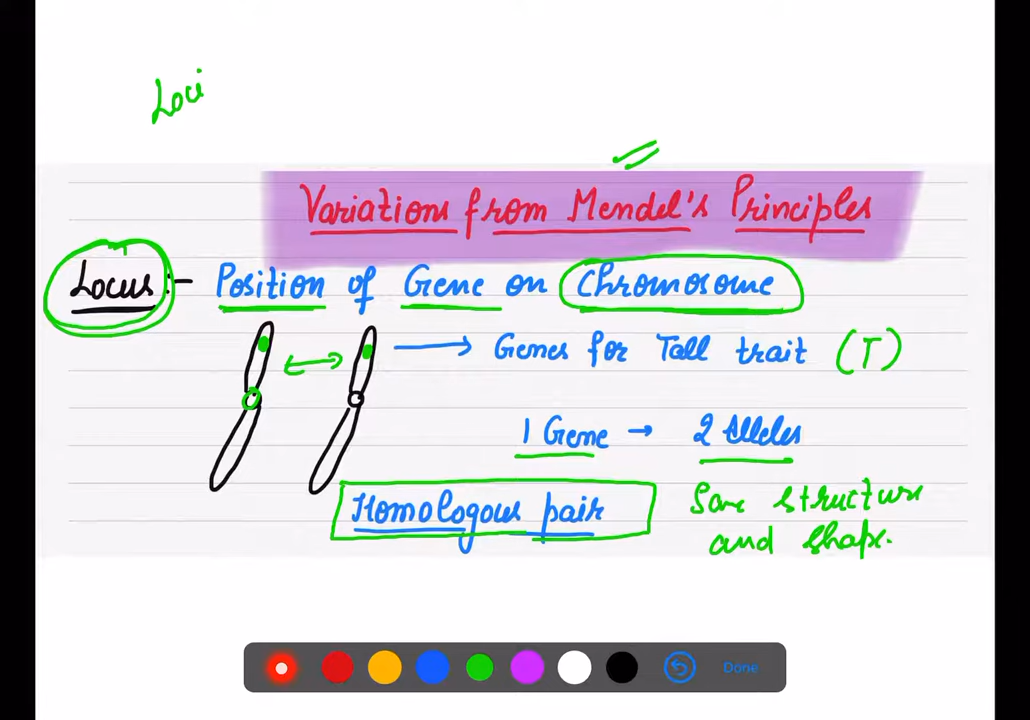 Loci
Variations from Mendel's Principles
Locus :- Position of Gene on Chromosome
Genes for Tall trait (T)
1 Gene → 2 Alleles
Homologous pair
Same structure
and shape.
Done